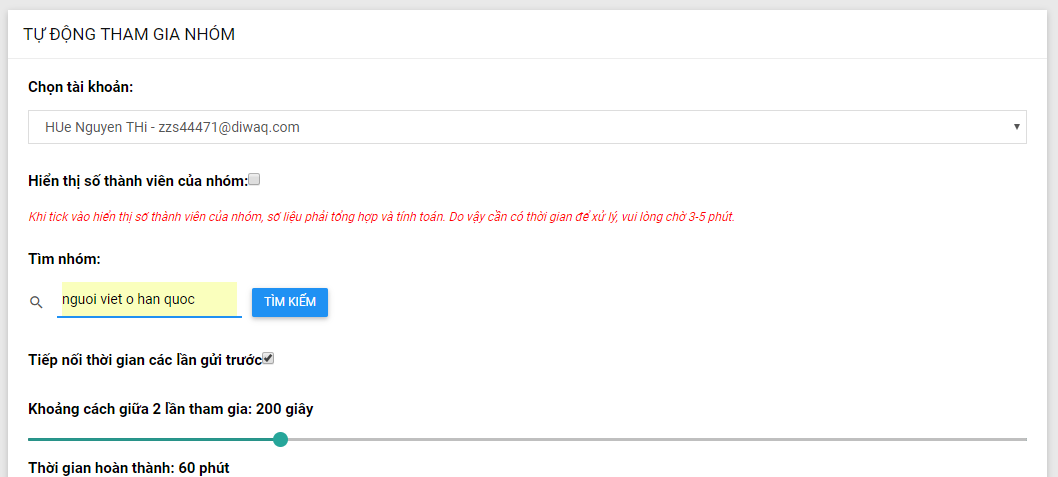 TỰ ĐỘNG THAM GIA NHÓM
Chọn tài khoản:
HUe Nguyen THi - zzs44471@diwaq.com
Hiển thị số thành viên của nhóm:
Khi tick vào hiển thị số thành viên của nhóm, số liệu phải tổng hợp và tính toán. Do vậy cần có thời gian để xử lý, vui lòng chờ 3-5 phút.
Tìm nhóm:
nguoi viet o han quoc TÌM KIẾM
Tiếp nối thời gian các lần gửi trước
Khoảng cách giữa 2 lần tham gia: 200 giây
Thời gian hoàn thành: 60 phút